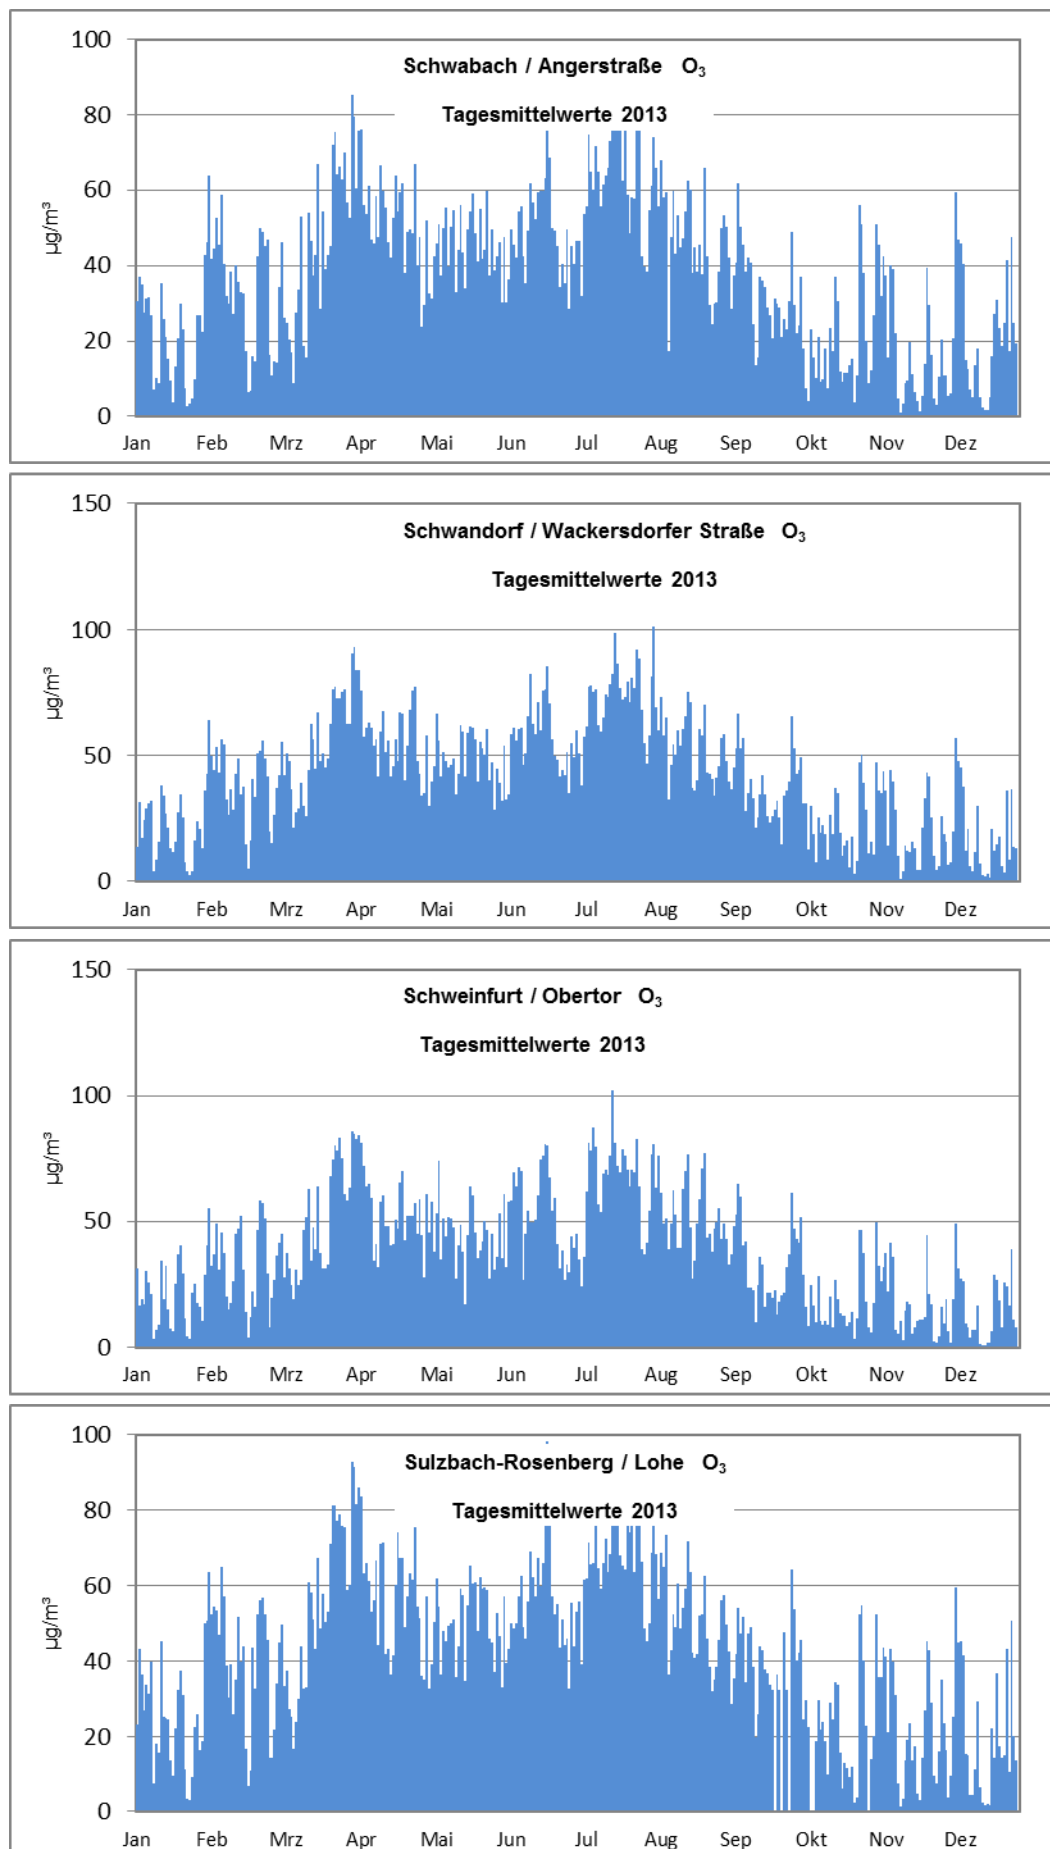 Schwabach / Angerstraße O₃
Tagesmittelwerte 2013
µg/m³
100
80
60
40
20
0
Jan Feb Mrz Apr Mai Jun Jul Aug Sep Okt Nov Dez
Schwandorf / Wackersdorfer Straße O₃
Tagesmittelwerte 2013
µg/m³
150
100
50
0
Jan Feb Mrz Apr Mai Jun Jul Aug Sep Okt Nov Dez
Schweinfurt / Obertor O₃
Tagesmittelwerte 2013
µg/m³
150
100
50
0
Jan Feb Mrz Apr Mai Jun Jul Aug Sep Okt Nov Dez
Sulzbach-Rosenberg / Lohe O₃
Tagesmittelwerte 2013
µg/m³
100
80
60
40
20
0
Jan Feb Mrz Apr Mai Jun Jul Aug Sep Okt Nov Dez